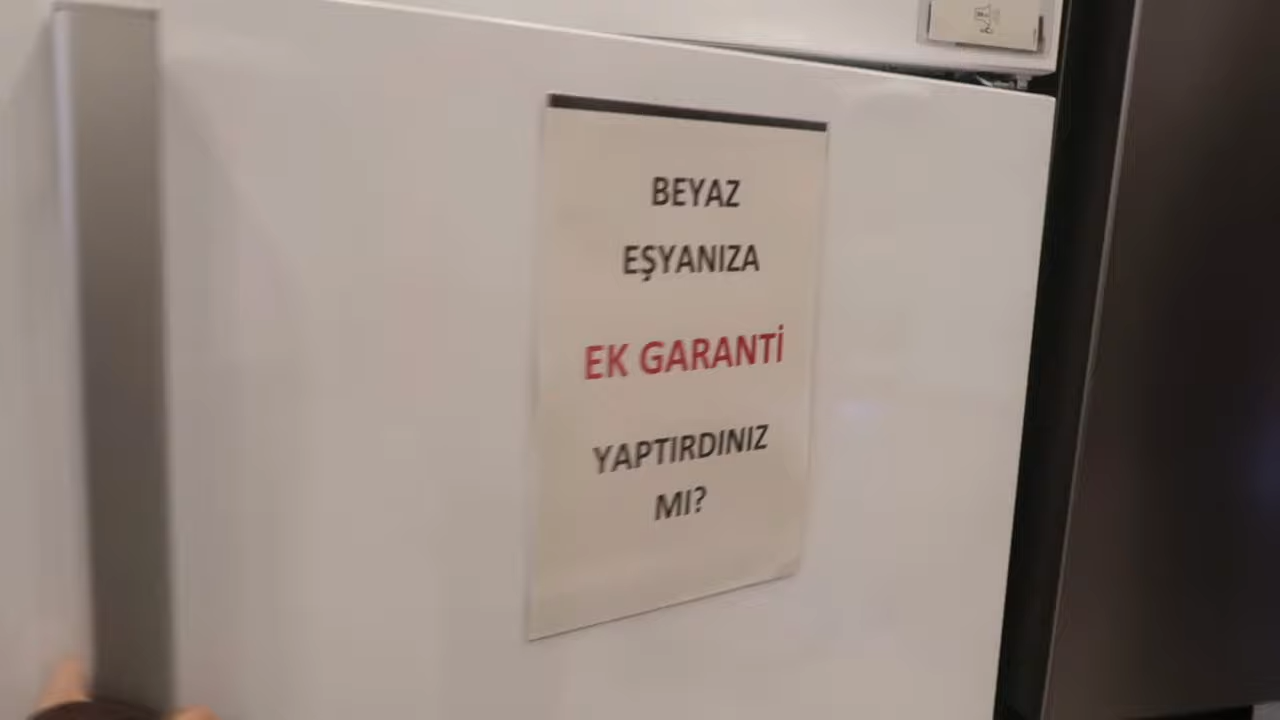 BEYAZ
EŞYANIZA
EK GARANTİ
YAPTIRDINIZ
MI?